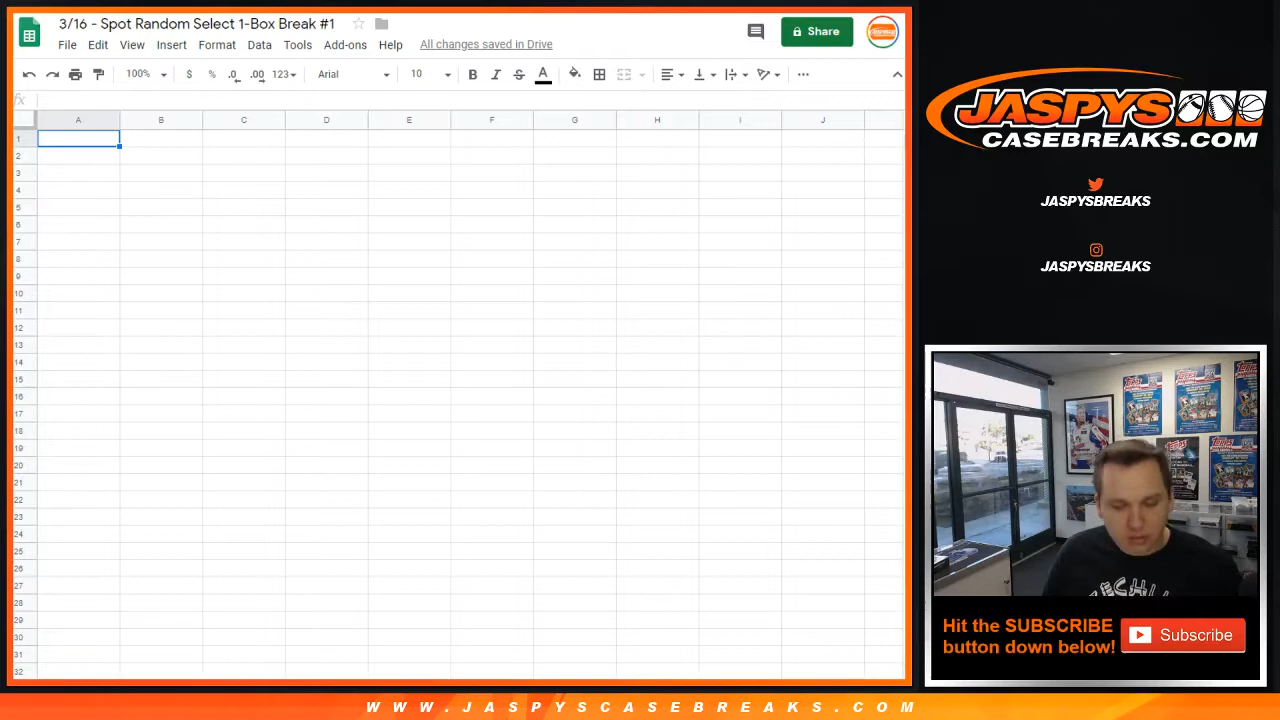 3/16 - Spot Random Select 1-Box Break #1
File Edit View Insert Format Data Tools Add-ons Help All changes saved in Drive
Share
100% $ % .0 .00 123 Arial 10 B I S A
fx
A B C D E F G H I J
1
2
3
4
5
6
7
8
9
10
11
12
13
14
15
16
17
18
19
20
21
22
23
24
25
26
27
28
29
30
31
32
JASPYS
CASEBREAKS.COM
JASPYSBREAKS
JASPYSBREAKS
TOPPS
TOPPS
Hit the SUBSCRIBE
button down below!
Subscribe
WWW.JASPYSCASEBREAKS.COM